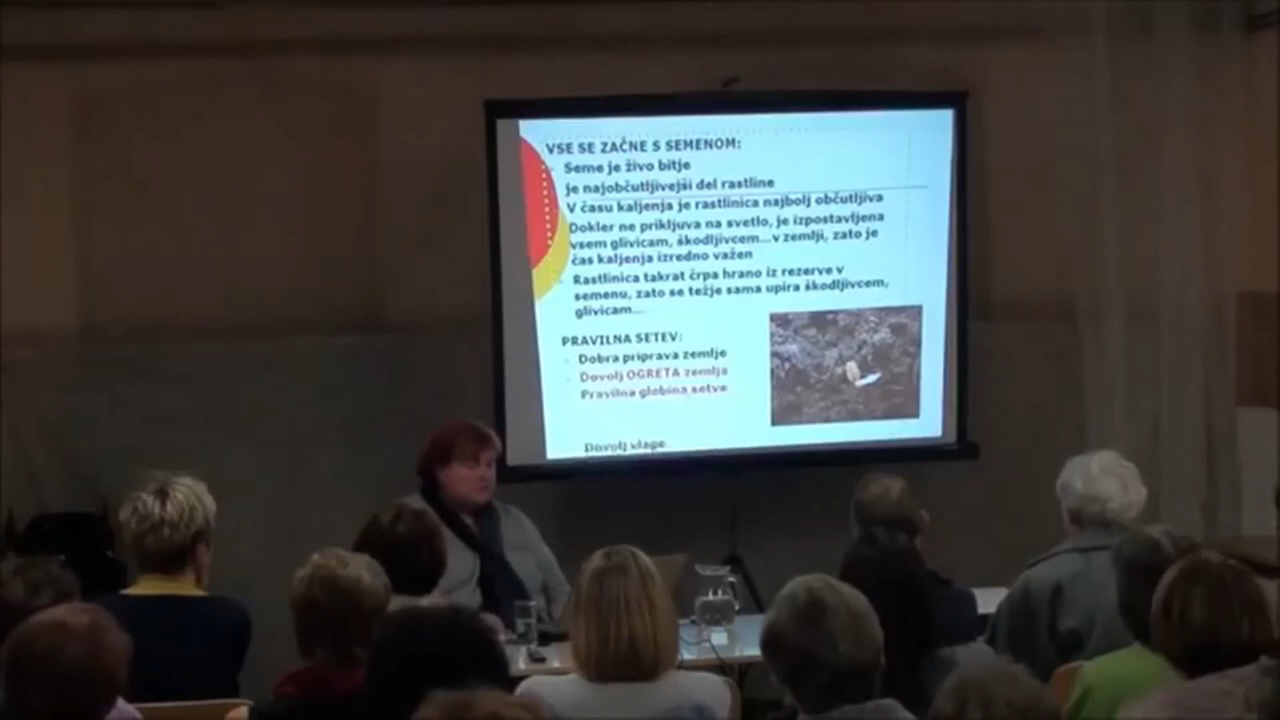 VSE SE ZAČNE S SEMENOM:
Seme je živo bitje
je najobčutljivejši del rastline
V času kaljenja je rastlinica najbolj občutljiva
Dokler ne prikljuva na svetlo, je izpostavljena
vsem glivicam, škodljivcem...v zemlji, zato je
čas kaljenja izredno važen
Rastlinica takrat črpa hrano iz rezerve v
semenu, zato se težje sama upira škodljivcem,
glivicam...
PRAVILNA SETEV:
Dobra priprava zemlje
Dovolj OGRETA zemlja
Pravilna globina setve
Dovolj vlage